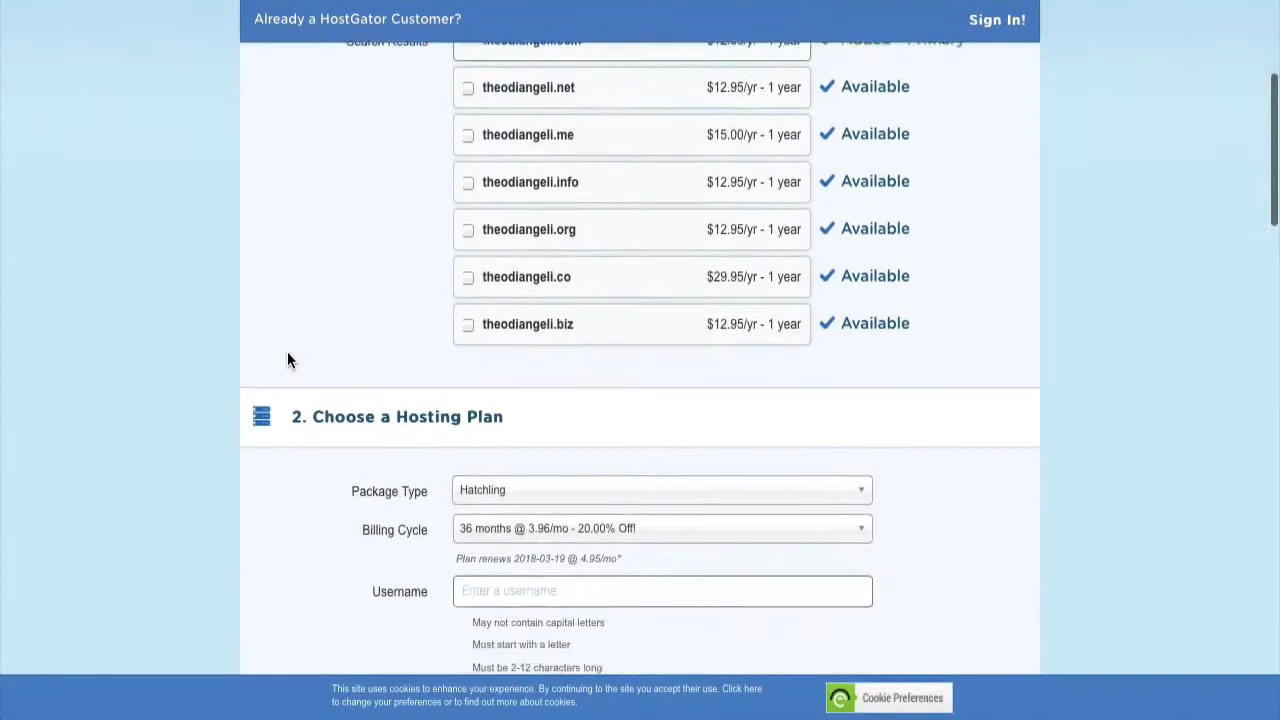 Already a HostGator Customer?
Sign In!
theodiangeli.net $12.95/yr - 1 year Available
theodiangeli.me $15.00/yr - 1 year Available
theodiangeli.info $12.95/yr - 1 year Available
theodiangeli.org $12.95/yr - 1 year Available
theodiangeli.co $29.95/yr - 1 year Available
theodiangeli.biz $12.95/yr - 1 year Available
2. Choose a Hosting Plan
Package Type Hatchling
Billing Cycle 36 months @ 3.96/mo - 20.00% Off!
Plan renews 2018-03-19 @ 4.95/mo*
Username Enter a username
May not contain capital letters
Must start with a letter
Must be 2-12 characters long
This site uses cookies to enhance your experience. By continuing to the site you accept their use. Click here
to change your preferences or to find out more about cookies.
Cookie Preferences